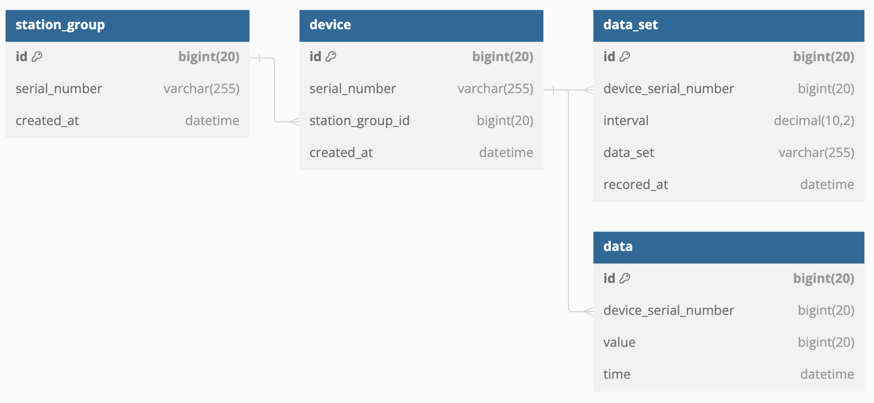 station_group
id bigint(20)
serial_number varchar(255)
created_at datetime
device
id bigint(20)
serial_number varchar(255)
station_group_id bigint(20)
created_at datetime
data_set
id bigint(20)
device_serial_number bigint(20)
interval decimal(10,2)
data_set varchar(255)
recored_at datetime
data
id bigint(20)
device_serial_number bigint(20)
value bigint(20)
time datetime